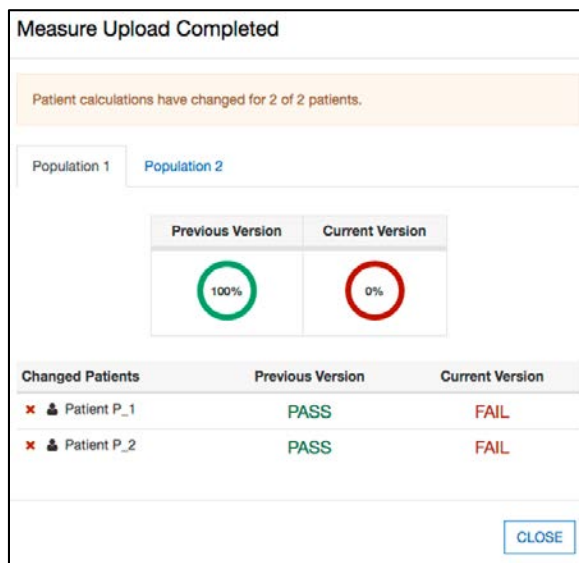 Measure Upload Completed
Patient calculations have changed for 2 of 2 patients.
Population 1 Population 2
Previous Version Current Version
100% 0%
Changed Patients Previous Version Current Version
Patient P_1 PASS FAIL
Patient P_2 PASS FAIL
CLOSE